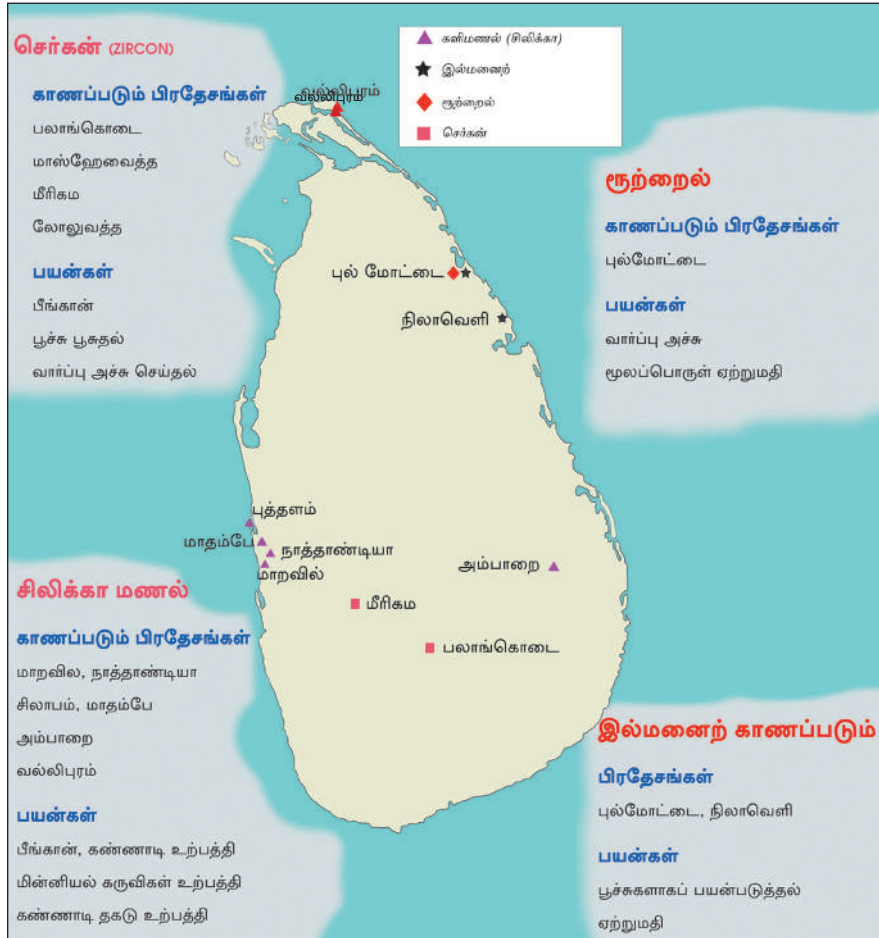 செர்கன் (ZIRCON)
காணப்படும் பிரதேசங்கள்
பலாங்கொடை
மாஸ்ஹேவைத்த
மீரிகம
லோலுவத்த
பயன்கள்
பீங்கான்
பூச்சு பூசுதல்
வார்ப்பு அச்சு செய்தல்
களிமணல் (சிலிக்கா)
இல்மனைற்
ரூற்றைல்
செர்கன்
வல்லிபுரம்
வல்லிபுரம்
ரூற்றைல்
காணப்படும் பிரதேசங்கள்
புல்மோட்டை
பயன்கள்
வார்ப்பு அச்சு
மூலப்பொருள் ஏற்றுமதி
புல் மோட்டை
நிலாவெளி
புத்தளம்
மாதம்பே
நாத்தாண்டியா
மாறவில்
அம்பாறை
மீரிகம
பலாங்கொடை
சிலிக்கா மணல்
காணப்படும் பிரதேசங்கள்
மாறவில, நாத்தாண்டியா
சிலாபம், மாதம்பே
அம்பாறை
வல்லிபுரம்
பயன்கள்
பீங்கான், கண்ணாடி உற்பத்தி
மின்னியல் கருவிகள் உற்பத்தி
கண்ணாடி தகடு உற்பத்தி
இல்மனைற் காணப்படும்
பிரதேசங்கள்
புல்மோட்டை, நிலாவெளி
பயன்கள்
பூச்சுகளாகப் பயன்படுத்தல்
ஏற்றுமதி